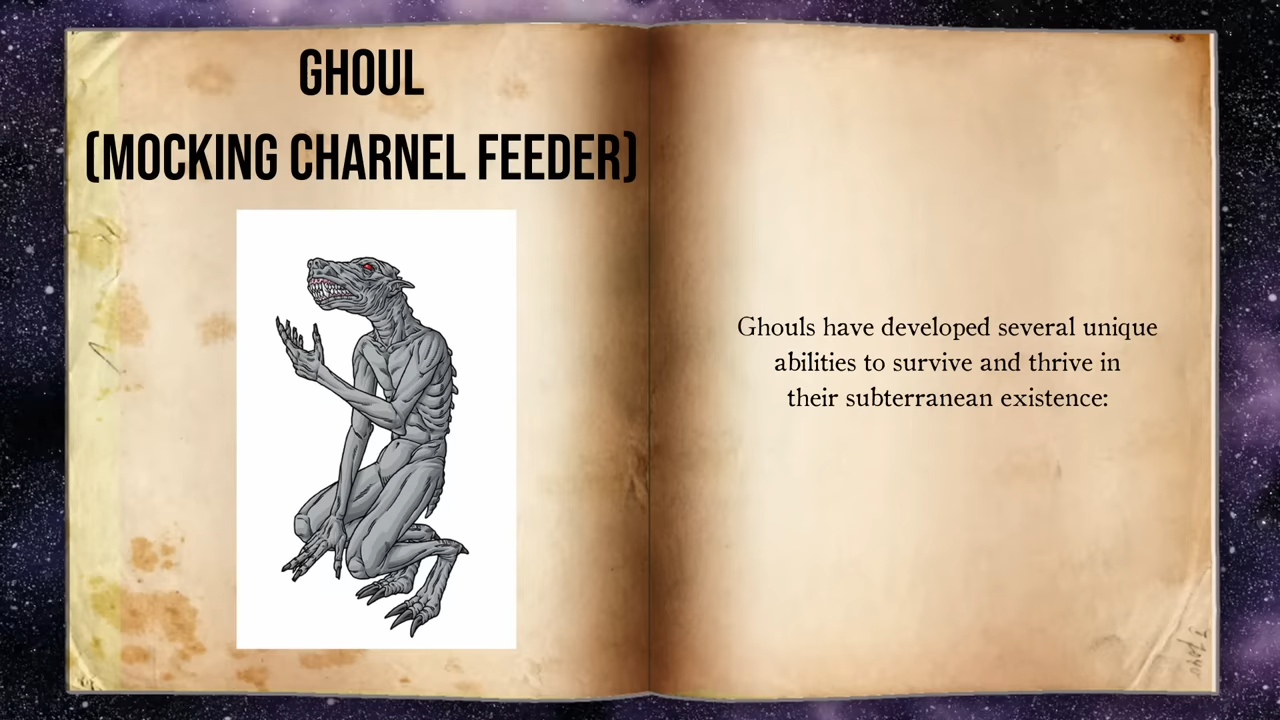 GHOUL
(MOCKING CHARNEL FEEDER)
Ghouls have developed several unique
abilities to survive and thrive in
their subterranean existence: